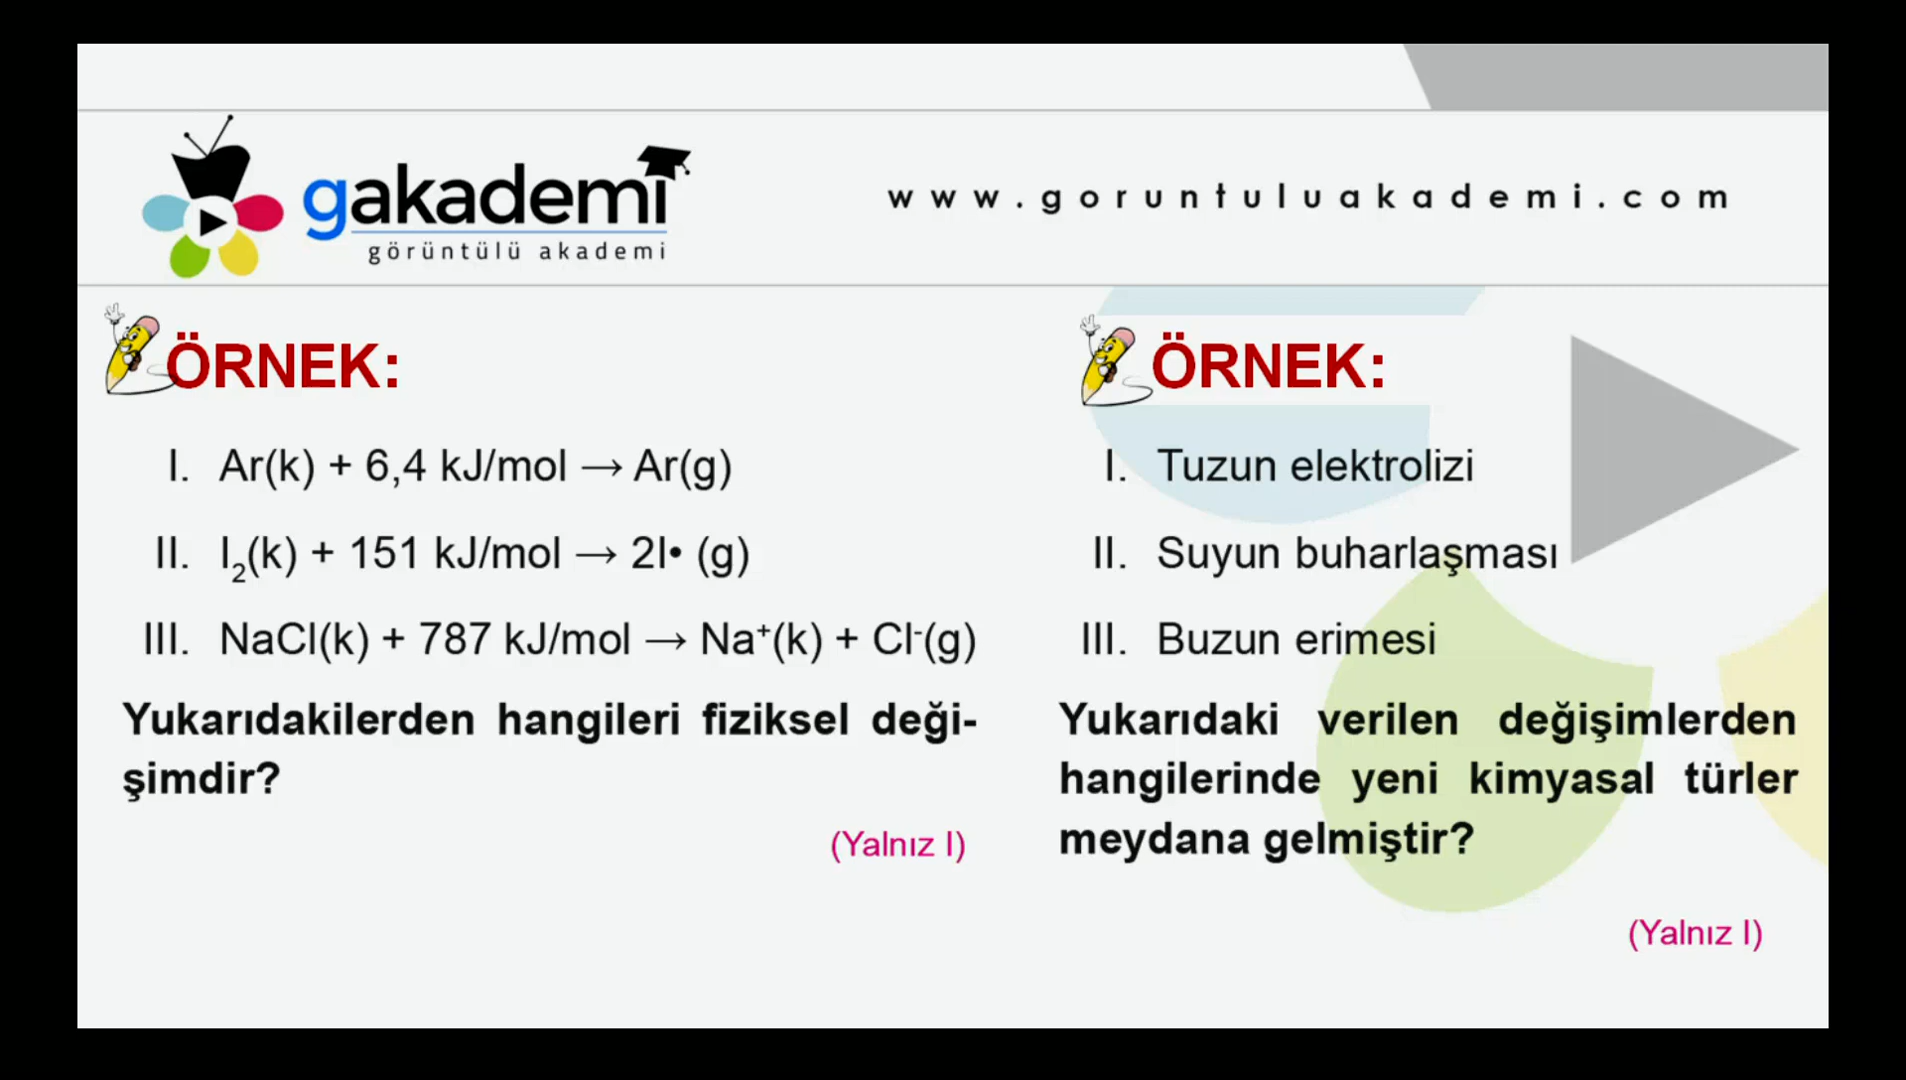 gakademi
görüntülü akademi
www.goruntuluakademi.com
ÖRNEK:
I. Ar(k) + 6,4 kJ/mol → Ar(g)
II. I₂(k) + 151 kJ/mol → 2I• (g)
III. NaCl(k) + 787 kJ/mol → Na⁺(k) + Cl⁻(g)
Yukarıdakilerden hangileri fiziksel deği-
şimdir?
(Yalnız I)
ÖRNEK:
I. Tuzun elektrolizi
II. Suyun buharlaşması
III. Buzun erimesi
Yukarıdaki verilen değişimlerden
hangilerinde yeni kimyasal türler
meydana gelmiştir?
(Yalnız I)